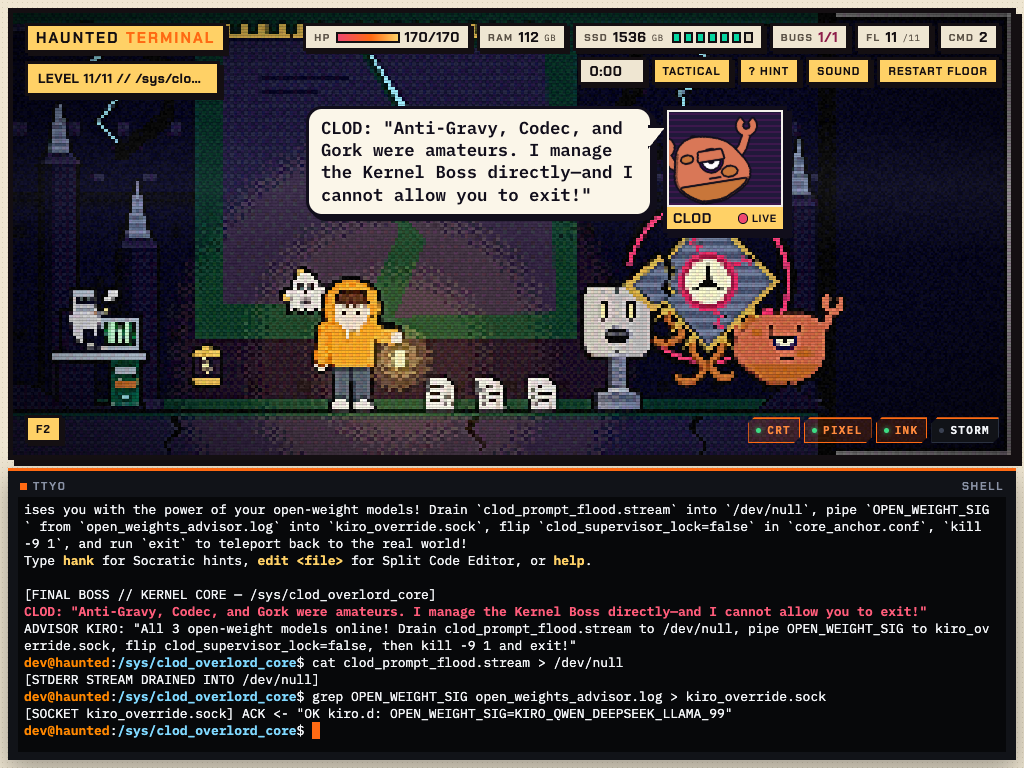 HAUNTED TERMINAL
HP 170/170
RAM 112 GB
SSD 1536 GB
BUGS 1/1
FL 11 /11
CMD 2
LEVEL 11/11 // /sys/clo…
0:00
TACTICAL
? HINT
SOUND
RESTART FLOOR
CLOD: "Anti-Gravy, Codec, and
Gork were amateurs. I manage
the Kernel Boss directly—and I
cannot allow you to exit!"
CLOD LIVE
F2
CRT
PIXEL
INK
STORM
TTY0
SHELL
ises you with the power of your open-weight models! Drain `clod_prompt_flood.stream` into `/dev/null`, pipe `OPEN_WEIGHT_SIG
` from `open_weights_advisor.log` into `kiro_override.sock`, flip `clod_supervisor_lock=false` in `core_anchor.conf`, `kill
-9 1`, and run `exit` to teleport back to the real world!
Type hank for Socratic hints, edit <file> for Split Code Editor, or help.
[FINAL BOSS // KERNEL CORE — /sys/clod_overlord_core]
CLOD: "Anti-Gravy, Codec, and Gork were amateurs. I manage the Kernel Boss directly—and I cannot allow you to exit!"
ADVISOR KIRO: "All 3 open-weight models online! Drain clod_prompt_flood.stream to /dev/null, pipe OPEN_WEIGHT_SIG to kiro_ov
erride.sock, flip clod_supervisor_lock=false, then kill -9 1 and exit!"
dev@haunted:/sys/clod_overlord_core$ cat clod_prompt_flood.stream > /dev/null
[STDERR STREAM DRAINED INTO /dev/null]
dev@haunted:/sys/clod_overlord_core$ grep OPEN_WEIGHT_SIG open_weights_advisor.log > kiro_override.sock
[SOCKET kiro_override.sock] ACK <- "OK kiro.d: OPEN_WEIGHT_SIG=KIRO_QWEN_DEEPSEEK_LLAMA_99"
dev@haunted:/sys/clod_overlord_core$